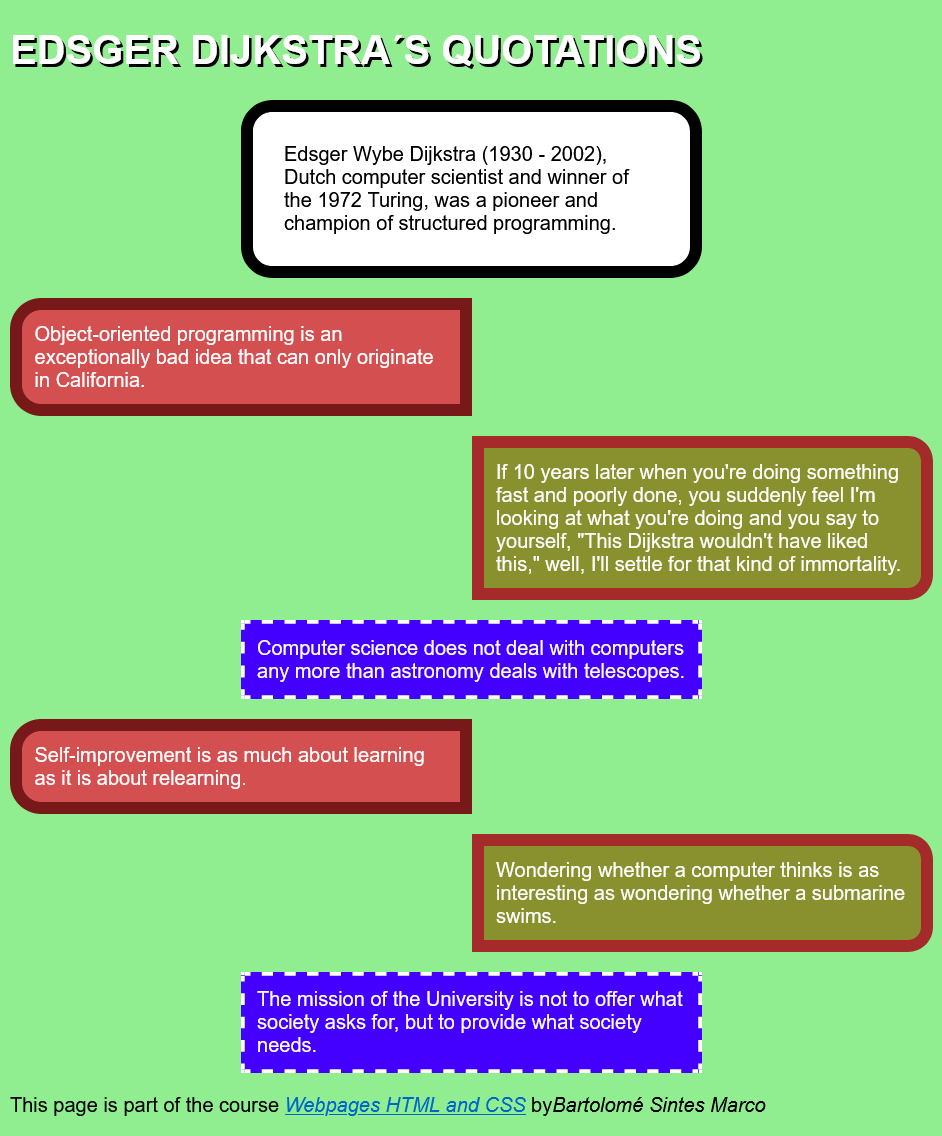 EDSGER DIJKSTRA´S QUOTATIONS
Edsger Wybe Dijkstra (1930 - 2002),
Dutch computer scientist and winner of
the 1972 Turing, was a pioneer and
champion of structured programming.
Object-oriented programming is an
exceptionally bad idea that can only originate
in California.
If 10 years later when you're doing something
fast and poorly done, you suddenly feel I'm
looking at what you're doing and you say to
yourself, "This Dijkstra wouldn't have liked
this," well, I'll settle for that kind of immortality.
Computer science does not deal with computers
any more than astronomy deals with telescopes.
Self-improvement is as much about learning
as it is about relearning.
Wondering whether a computer thinks is as
interesting as wondering whether a submarine
swims.
The mission of the University is not to offer what
society asks for, but to provide what society
needs.
This page is part of the course Webpages HTML and CSS byBartolomé Sintes Marco